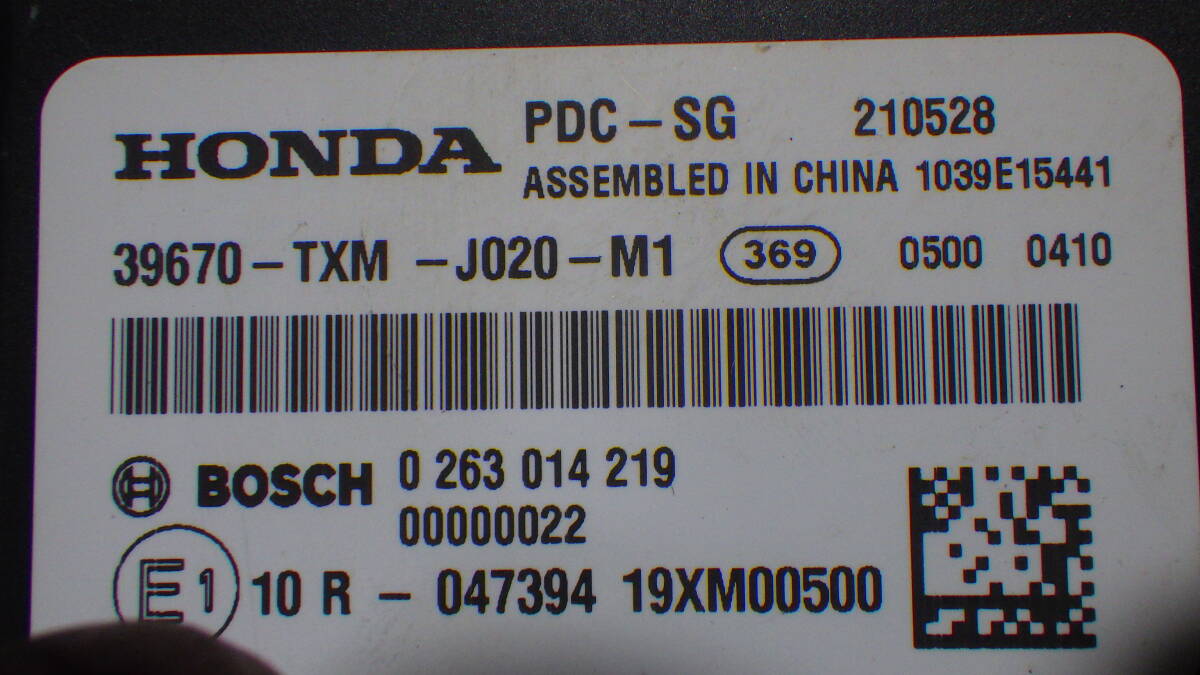 HONDA PDC-SG 210528
ASSEMBLED IN CHINA 1039E15441
39670-TXM -J020-M1 369 0500 0410
BOSCH 0 263 014 219
00000022
E1 10 R - 047394 19XM00500